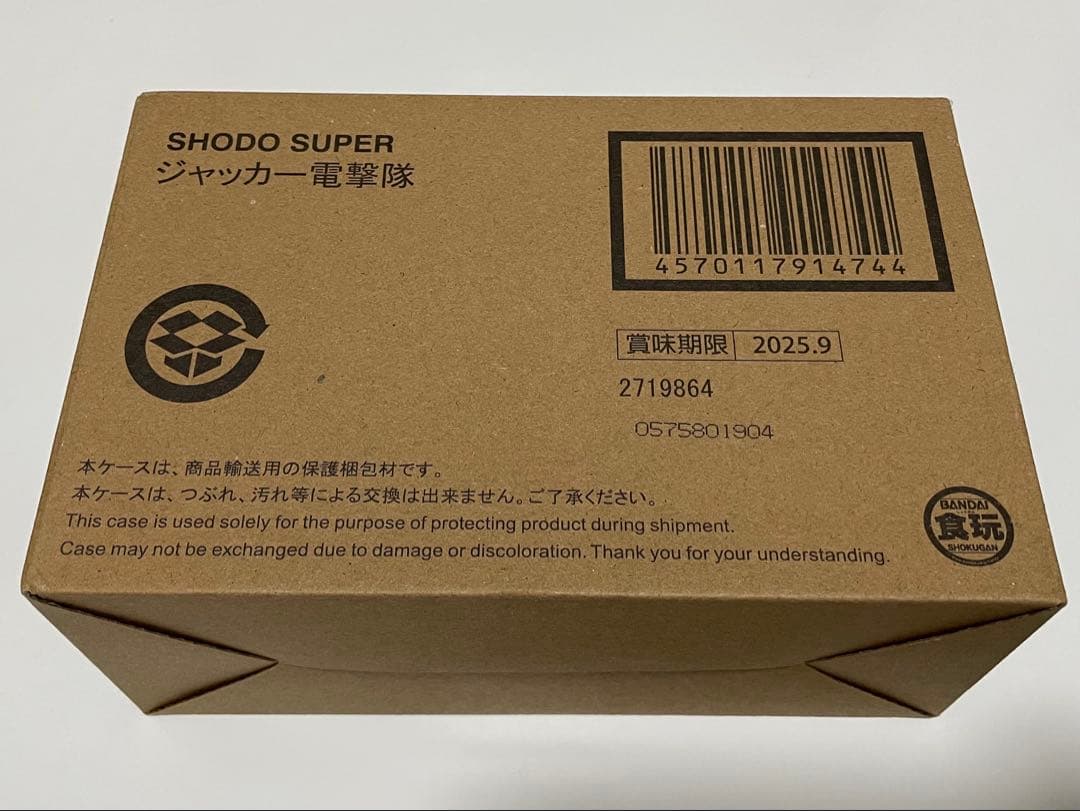 SHODO SUPER
ジャッカー電撃隊
4570117914744
賞味期限 2025.9
2719864
0575801904
本ケースは、商品輸送用の保護梱包材です。
本ケースは、つぶれ、汚れ等による交換は出来ません。ご了承ください。
This case is used solely for the purpose of protecting product during shipment.
Case may not be exchanged due to damage or discoloration. Thank you for your understanding.
BANDAI
食玩
SHOKUGAN